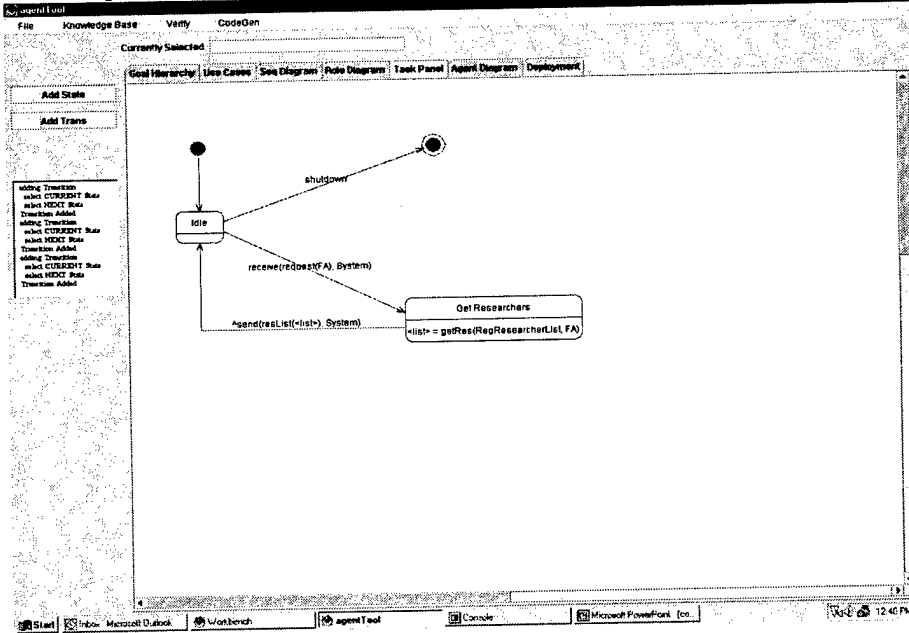 agentTool
File Knowledge Base Verify CodeGen
Currently Selected
Goal Hierarchy Use Cases Seq Diagram Role Diagram Task Panel Agent Diagram Deployment
Add State
Add Trans
adding Transition
select CURRENT State
select NEXT State
Transition Added
adding Transition
select CURRENT State
select NEXT State
Transition Added
adding Transition
select CURRENT State
select NEXT State
Transition Added
shutdown
Idle
receive(request(FA), System)
Get Researchers
<list> = getRes(RegResearcherList, FA)
^send(resList(<list>), System)
Start Inbox Microsoft Outlook Workbench agentTool Console Microsoft PowerPoint [co... 12:46 PM